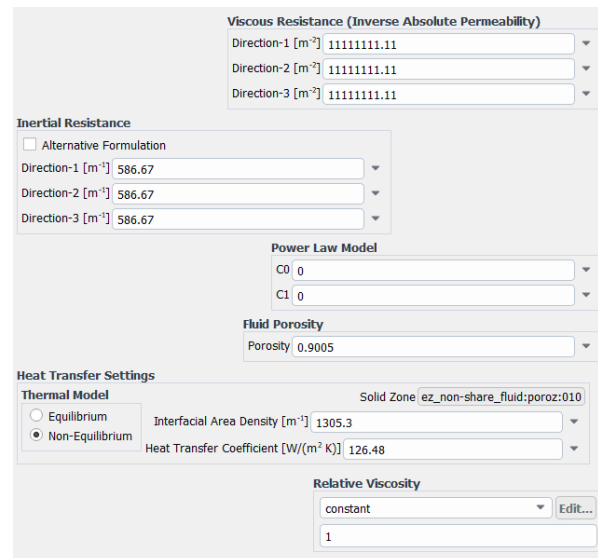 Viscous Resistance (Inverse Absolute Permeability)
Direction-1 [m⁻²] 11111111.11
Direction-2 [m⁻²] 11111111.11
Direction-3 [m⁻²] 11111111.11
Inertial Resistance
Alternative Formulation
Direction-1 [m⁻¹] 586.67
Direction-2 [m⁻¹] 586.67
Direction-3 [m⁻¹] 586.67
Power Law Model
C0 0
C1 0
Fluid Porosity
Porosity 0.9005
Heat Transfer Settings
Thermal Model
Solid Zone ez_non-share_fluid:poroz:010
Equilibrium
Interfacial Area Density [m⁻¹] 1305.3
Non-Equilibrium
Heat Transfer Coefficient [W/(m² K)] 126.48
Relative Viscosity
constant Edit...
1